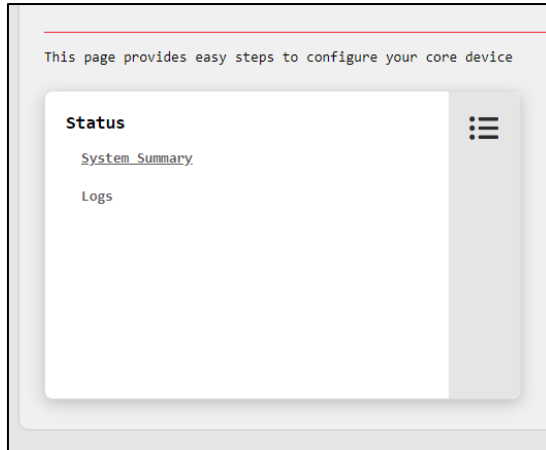 This page provides easy steps to configure your core device
Status
System Summary
Logs